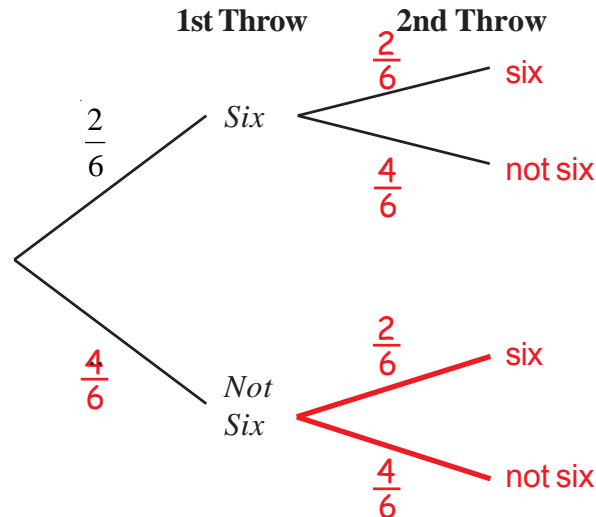 1st Throw 2nd Throw
2/6
six
2/6
Six
4/6
not six
4/6
2/6
six
Not
Six
4/6
not six